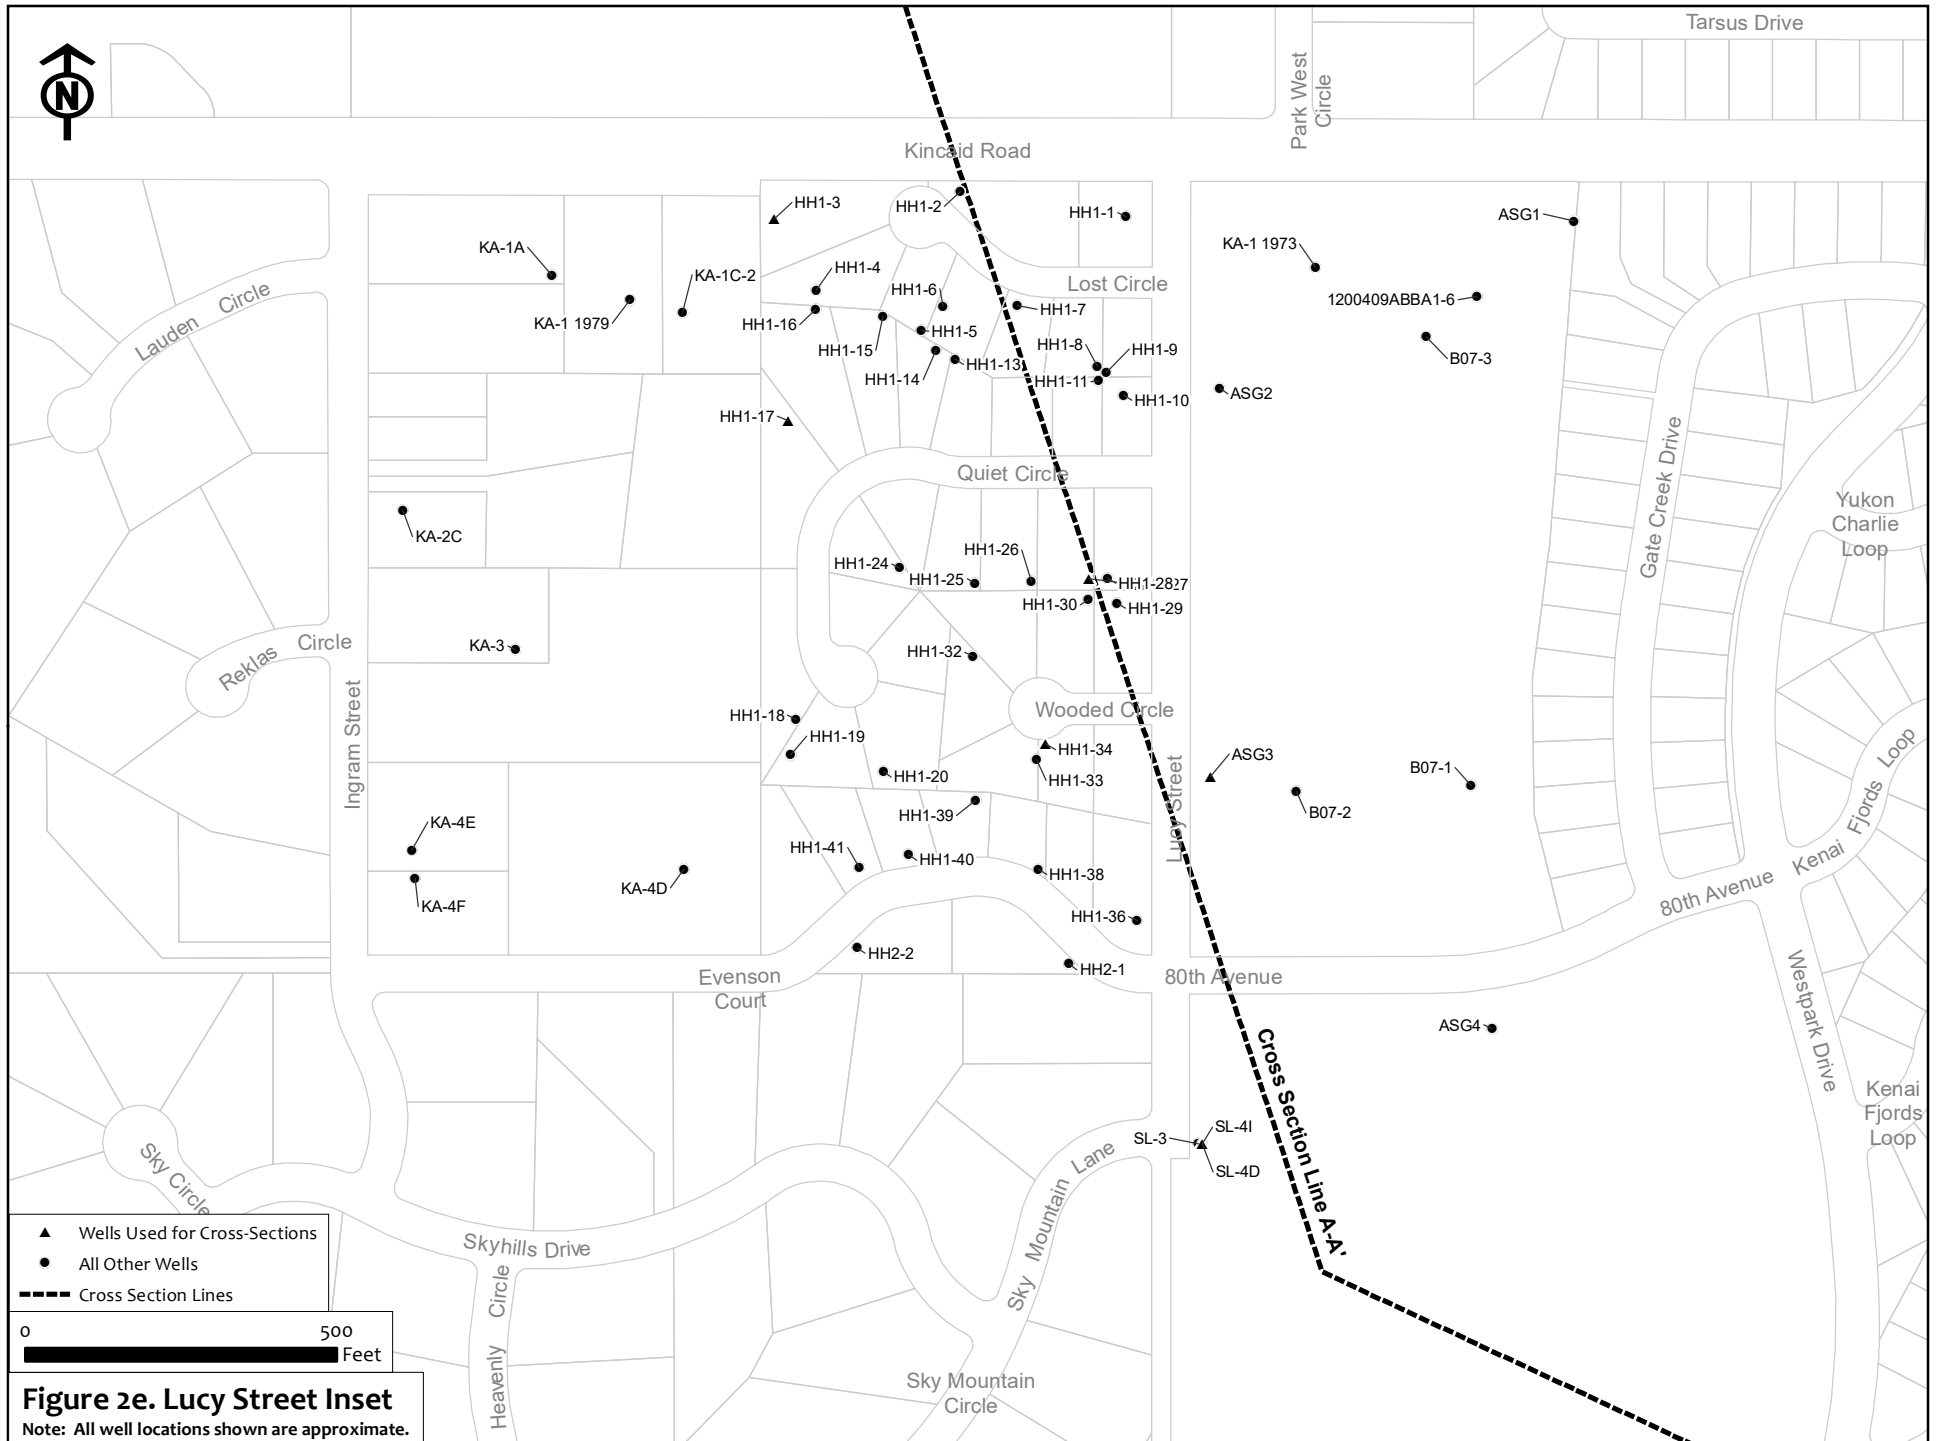 Tarsus Drive
N
Park West
Circle
Kincaid Road
HH1-3
HH1-2
HH1-1
ASG1
KA-1A
KA-1 1973
KA-1C-2
HH1-4
Lost Circle
HH1-6
1200409ABBA1-6
Lauden Circle
KA-1 1979
HH1-16
HH1-7
HH1-5
HH1-15
HH1-8
HH1-9
B07-3
HH1-14
HH1-13
HH1-11
HH1-10
ASG2
HH1-17
Quiet Circle
Gate Creek Drive
Yukon
Charlie
Loop
KA-2C
HH1-26
HH1-24
HH1-25
HH1-28
HH1-30
HH1-29
Reklas Circle
KA-3
HH1-32
Ingram Street
HH1-18
Wooded Circle
HH1-19
HH1-34
ASG3
HH1-20
HH1-33
Lucy Street
B07-1
B07-2
Kenai Fjords Loop
KA-4E
HH1-39
HH1-41
HH1-40
HH1-38
KA-4D
KA-4F
HH1-36
80th Avenue
HH2-2
HH2-1
Evenson
Court
80th Avenue
Westpark Drive
ASG4
Cross Section Line A-A'
Kenai
Fjords
Loop
SL-4I
SL-3
SL-4D
Sky Circle
Sky Mountain Lane
Skyhills Drive
Heavenly Circle
Sky Mountain
Circle
Wells Used for Cross-Sections
All Other Wells
Cross Section Lines
0 500
Feet
Figure 2e. Lucy Street Inset
Note: All well locations shown are approximate.